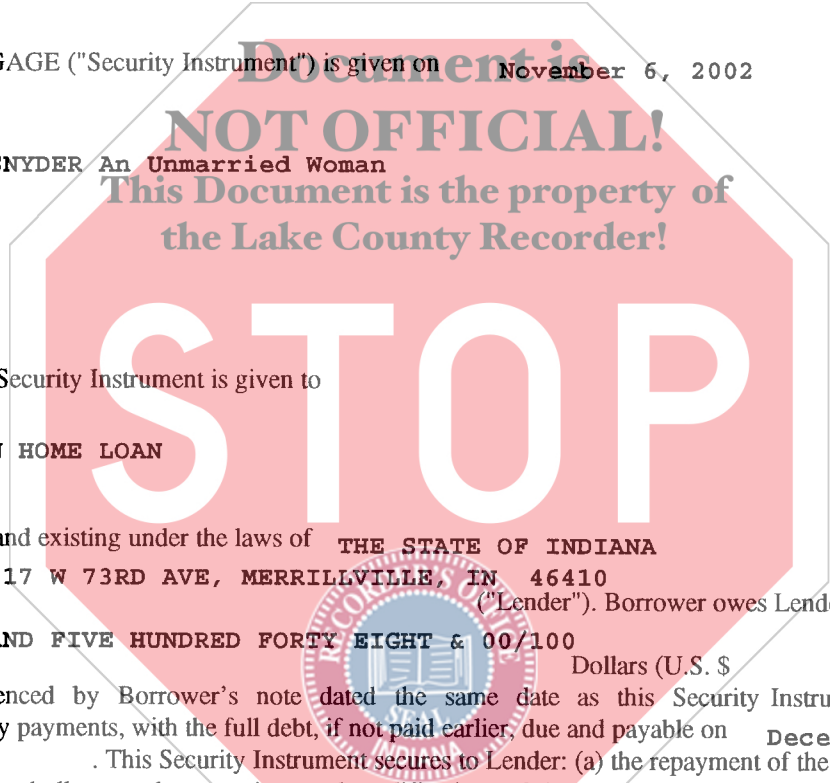 GAGE ("Security Instrument") is given on November 6, 2002
Document is
NOT OFFICIAL!
SNYDER An Unmarried Woman
This Document is the property of
the Lake County Recorder!
STOP
Security Instrument is given to
HOME LOAN
and existing under the laws of THE STATE OF INDIANA
17 W 73RD AVE, MERRILLVILLE, IN 46410
("Lender"). Borrower owes Lende
AND FIVE HUNDRED FORTY EIGHT & 00/100
Dollars (U.S. $
enced by Borrower's note dated the same date as this Security Instru
y payments, with the full debt, if not paid earlier, due and payable on Dece
. This Security Instrument secures to Lender: (a) the repayment of the
RECORDER'S OFFICE
SEAL
INDIANA